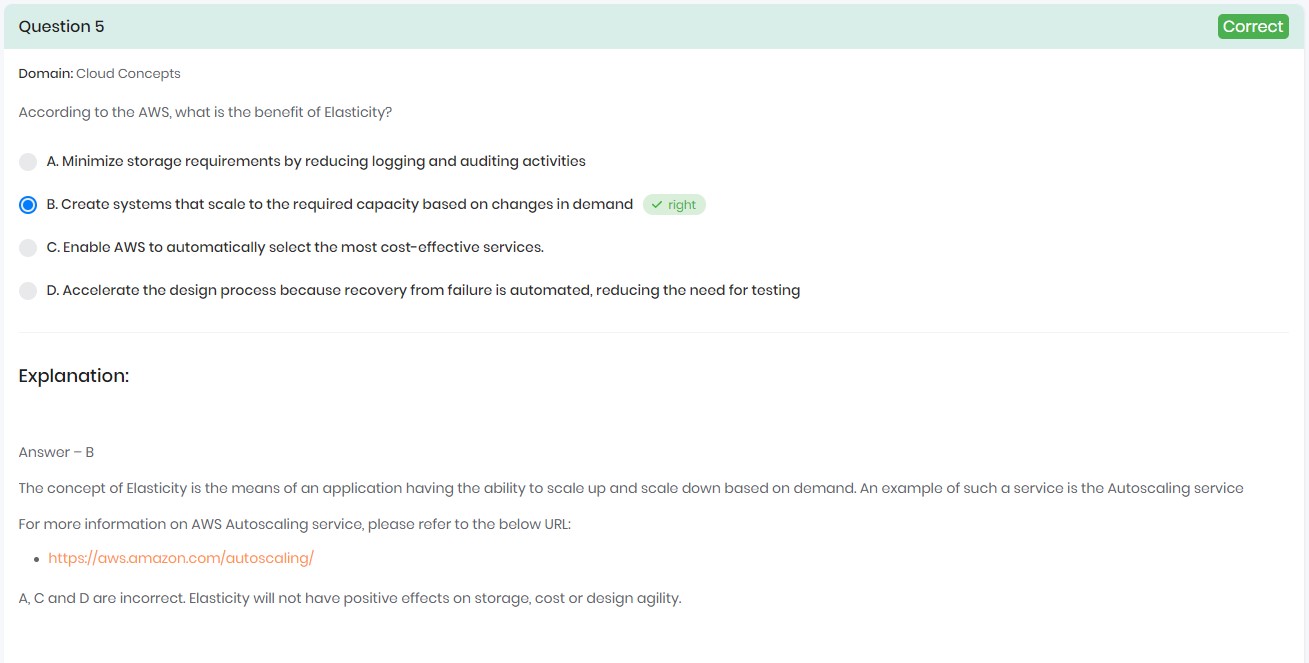 Question 5
Correct
Domain: Cloud Concepts
According to the AWS, what is the benefit of Elasticity?
A. Minimize storage requirements by reducing logging and auditing activities
B. Create systems that scale to the required capacity based on changes in demand
right
C. Enable AWS to automatically select the most cost-effective services.
D. Accelerate the design process because recovery from failure is automated, reducing the need for testing
Explanation:
Answer – B
The concept of Elasticity is the means of an application having the ability to scale up and scale down based on demand. An example of such a service is the Autoscaling service
For more information on AWS Autoscaling service, please refer to the below URL:
https://aws.amazon.com/autoscaling/
A, C and D are incorrect. Elasticity will not have positive effects on storage, cost or design agility.